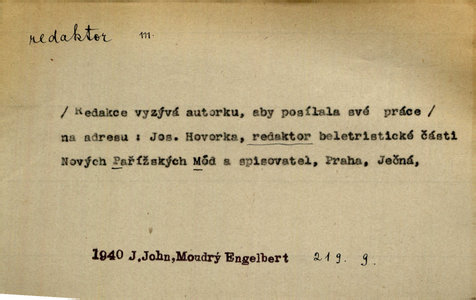 redaktor m.
/ Redakce vyzývá autorku, aby posílala své práce /
na adresu : Jos. Hovorka, redaktor beletristické části
Nových Pařížských Mód a spisovatel, Praha, Ječná,
1940 J,John,Moudrý Engelbert 219. 9.